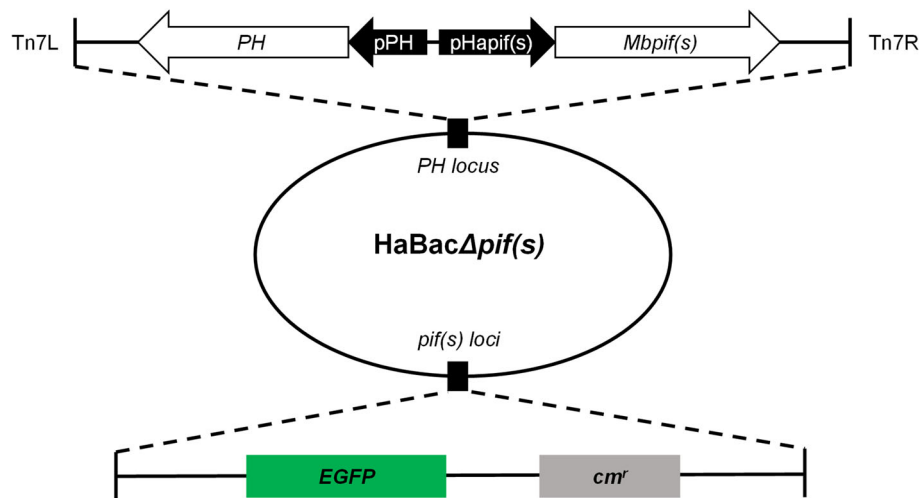 Tn7L PH pPH pHapif(s) Mbpif(s) Tn7R
PH locus
HaBacΔpif(s)
pif(s) loci
EGFP cmʳ